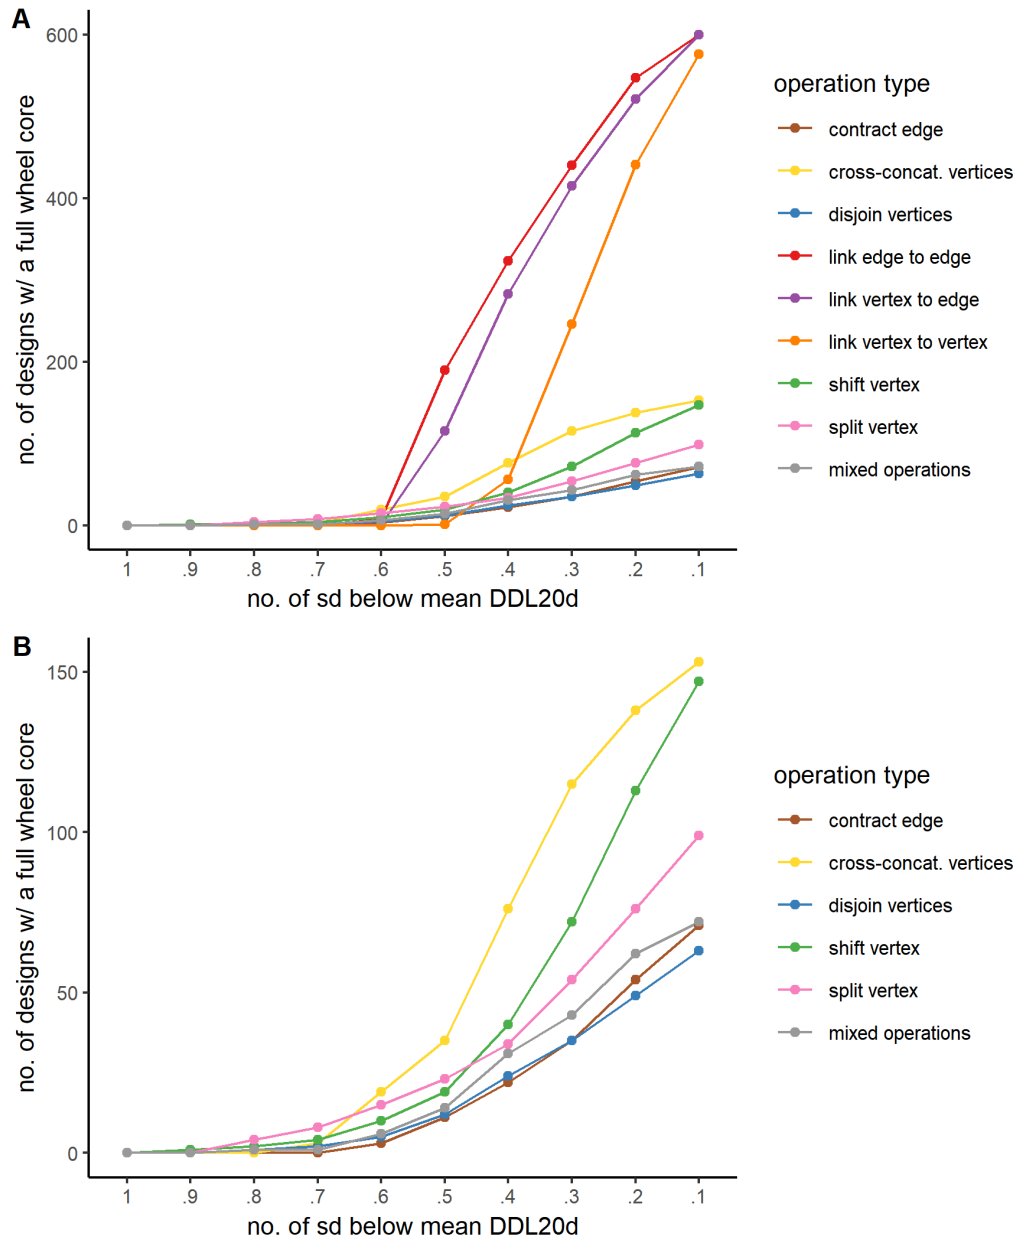 A
no. of designs w/ a full wheel core
600
400
200
0
1 .9 .8 .7 .6 .5 .4 .3 .2 .1
no. of sd below mean DDL20d
operation type
contract edge
cross-concat. vertices
disjoin vertices
link edge to edge
link vertex to edge
link vertex to vertex
shift vertex
split vertex
mixed operations
B
no. of designs w/ a full wheel core
150
100
50
0
1 .9 .8 .7 .6 .5 .4 .3 .2 .1
no. of sd below mean DDL20d
operation type
contract edge
cross-concat. vertices
disjoin vertices
shift vertex
split vertex
mixed operations